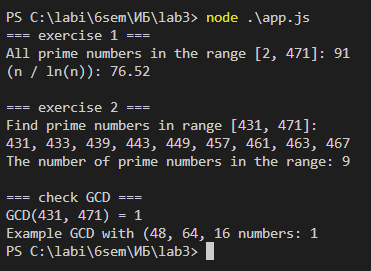 PS C:\labi\6sem\ИБ\lab3> node .\app.js
=== exercise 1 ===
All prime numbers in the range [2, 471]: 91
(n / ln(n)): 76.52
=== exercise 2 ===
Find prime numbers in range [431, 471]:
431, 433, 439, 443, 449, 457, 461, 463, 467
The number of prime numbers in the range: 9
=== check GCD ===
GCD(431, 471) = 1
Example GCD with (48, 64, 16 numbers: 1
PS C:\labi\6sem\ИБ\lab3>